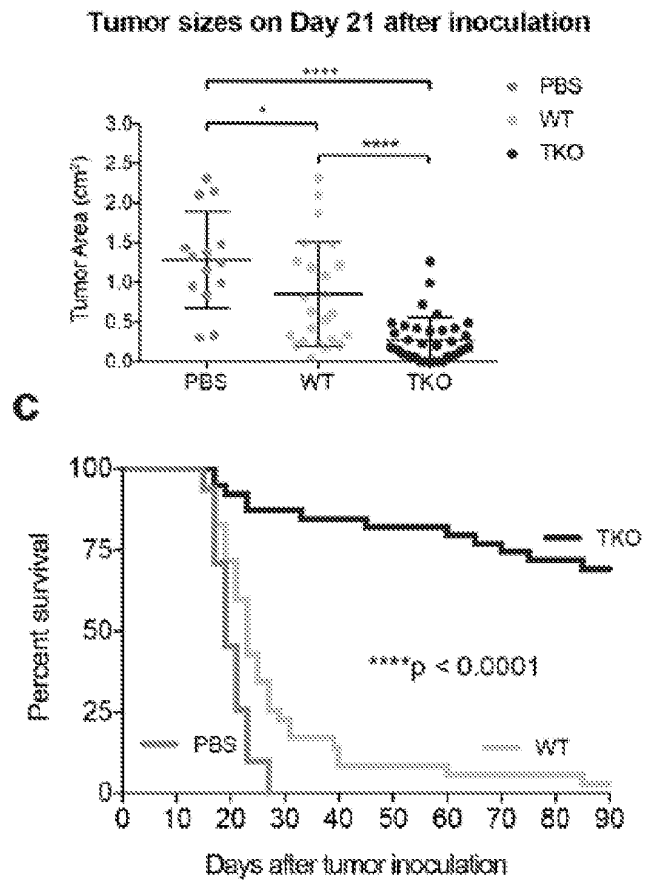 Tumor sizes on Day 21 after inoculation
**** PBS
* WT
**** TKO
3.0
2.5
2.0
1.5
1.0
0.5
0.0
Tumor Area (cm²)
PBS WT TKO
C
100
75
50
25
0
Percent survival
TKO
****p < 0.0001
PBS WT
0 10 20 30 40 50 60 70 80 90
Days after tumor inoculation